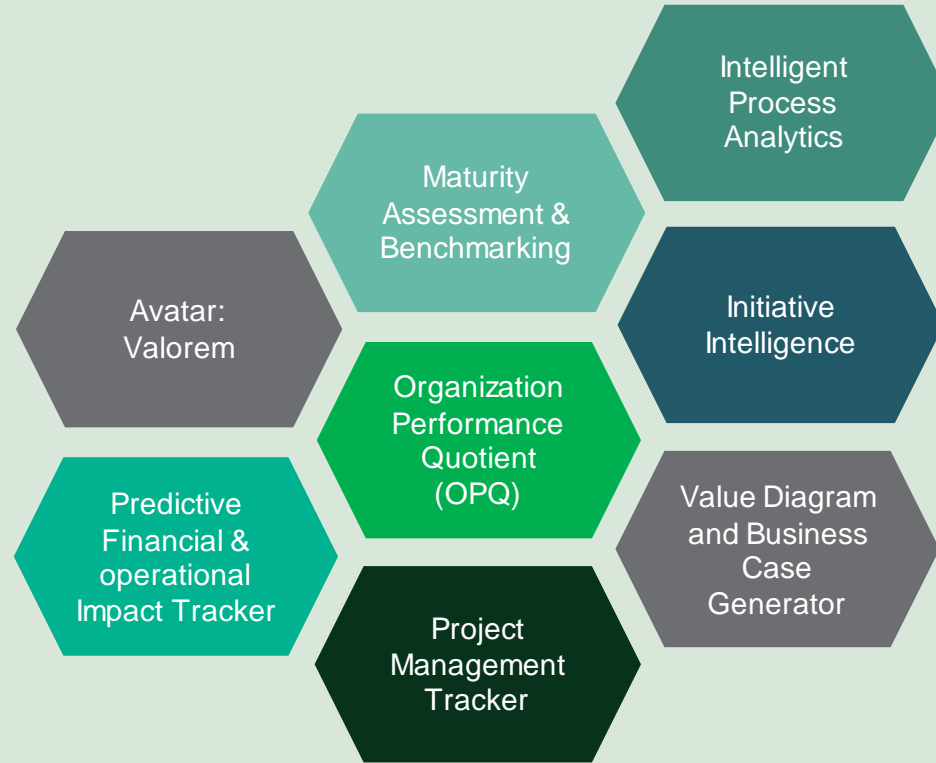 Intelligent
Process
Analytics
Maturity
Assessment &
Benchmarking
Avatar:
Valorem
Initiative
Intelligence
Organization
Performance
Quotient
(OPQ)
Predictive
Financial &
operational
Impact Tracker
Value Diagram
and Business
Case
Generator
Project
Management
Tracker